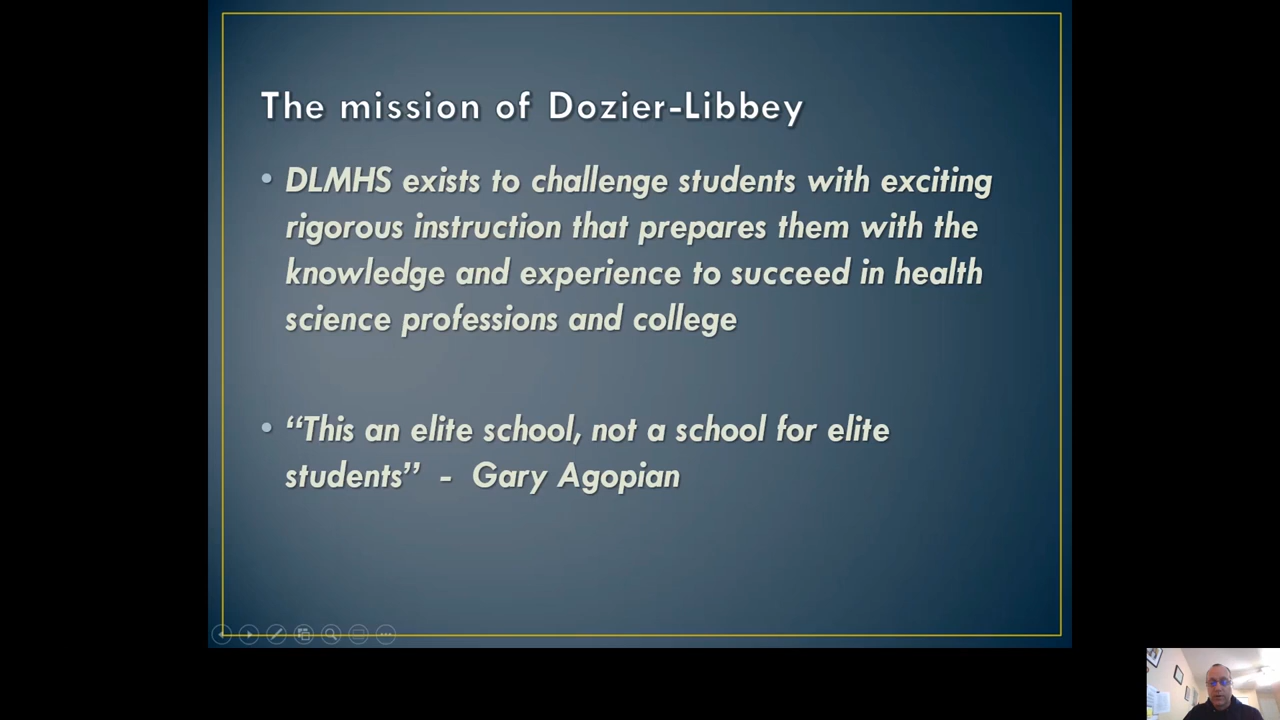 The mission of Dozier-Libbey
• DLMHS exists to challenge students with exciting
rigorous instruction that prepares them with the
knowledge and experience to succeed in health
science professions and college
• “This an elite school, not a school for elite
students” - Gary Agopian